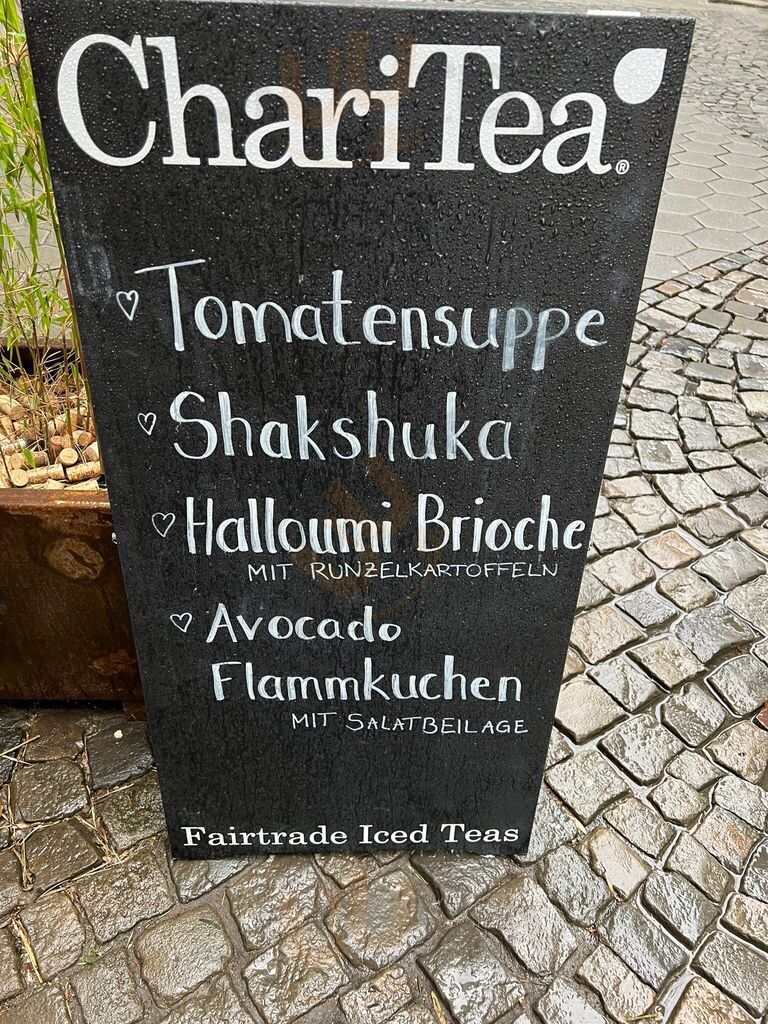 ChariTea®
♡ Tomatensuppe
♡ Shakshuka
♡ Halloumi Brioche
MIT RUNZELKARTOFFELN
♡ Avocado
Flammkuchen
MIT SALATBEILAGE
Fairtrade Iced Teas